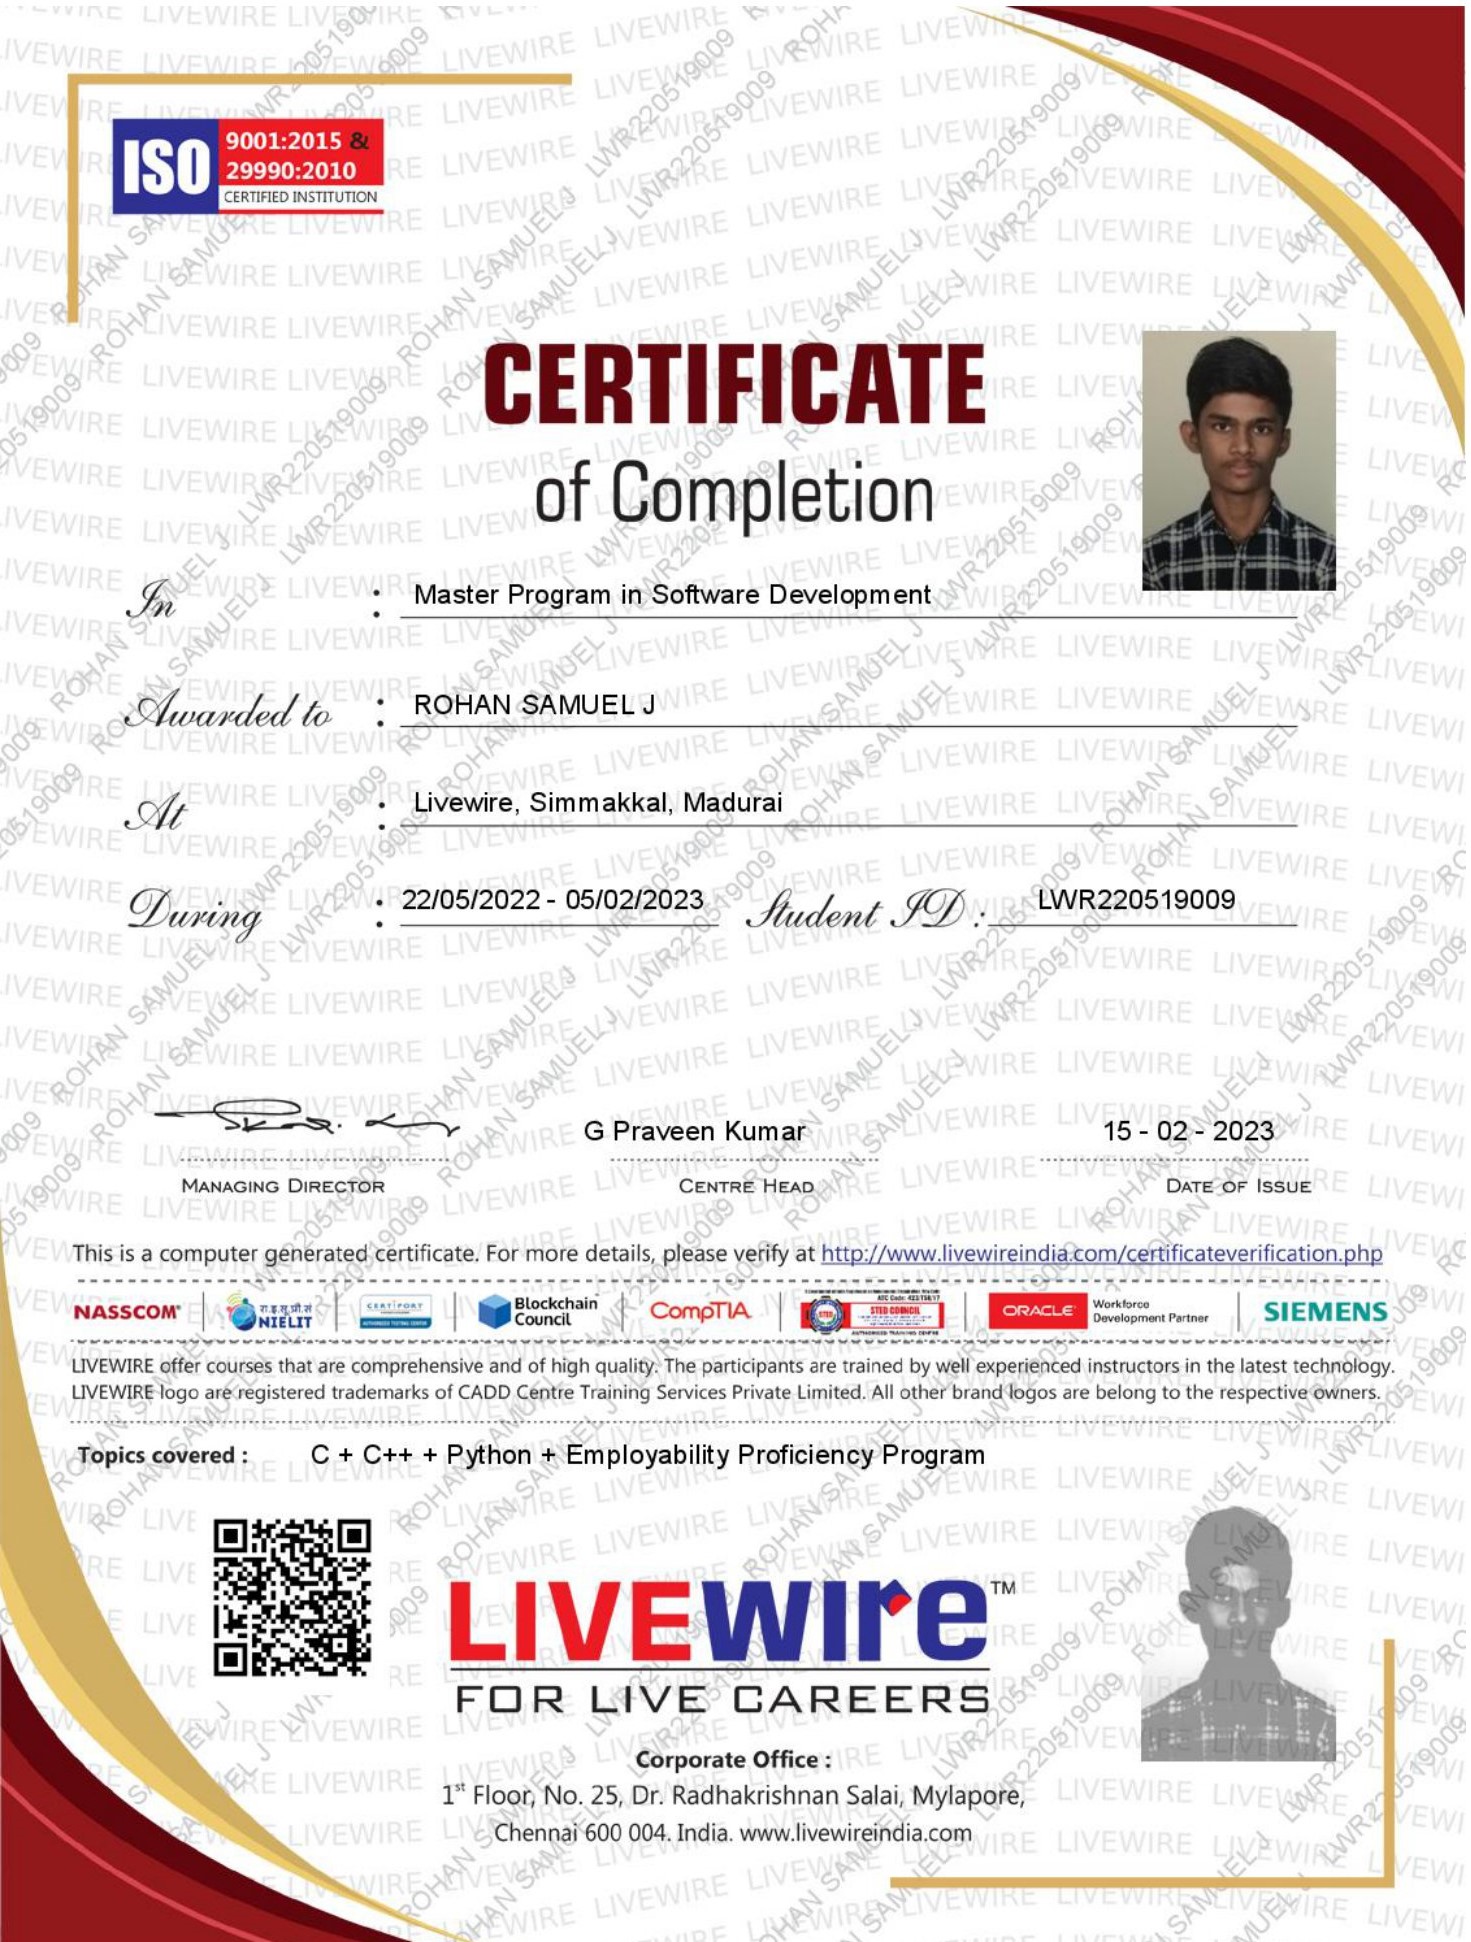 ISO 9001:2015 &
29990:2010
CERTIFIED INSTITUTION
CERTIFICATE
of Completion
In : Master Program in Software Development
Awarded to : ROHAN SAMUEL J
At : Livewire, Simmakkal, Madurai
During : 22/05/2022 - 05/02/2023 Student ID : LWR220519009
G Praveen Kumar 15 - 02 - 2023
MANAGING DIRECTOR CENTRE HEAD DATE OF ISSUE
This is a computer generated certificate. For more details, please verify at http://www.livewireindia.com/certificateverification.php
NASSCOM NIELIT CERTIPORT Blockchain Council CompTIA STED COUNCIL ORACLE Workforce Development Partner SIEMENS
LIVEWIRE offer courses that are comprehensive and of high quality. The participants are trained by well experienced instructors in the latest technology.
LIVEWIRE logo are registered trademarks of CADD Centre Training Services Private Limited. All other brand logos are belong to the respective owners.
Topics covered : C + C++ + Python + Employability Proficiency Program
LIVEWIRE™
FOR LIVE CAREERS
Corporate Office :
1st Floor, No. 25, Dr. Radhakrishnan Salai, Mylapore,
Chennai 600 004. India. www.livewireindia.com